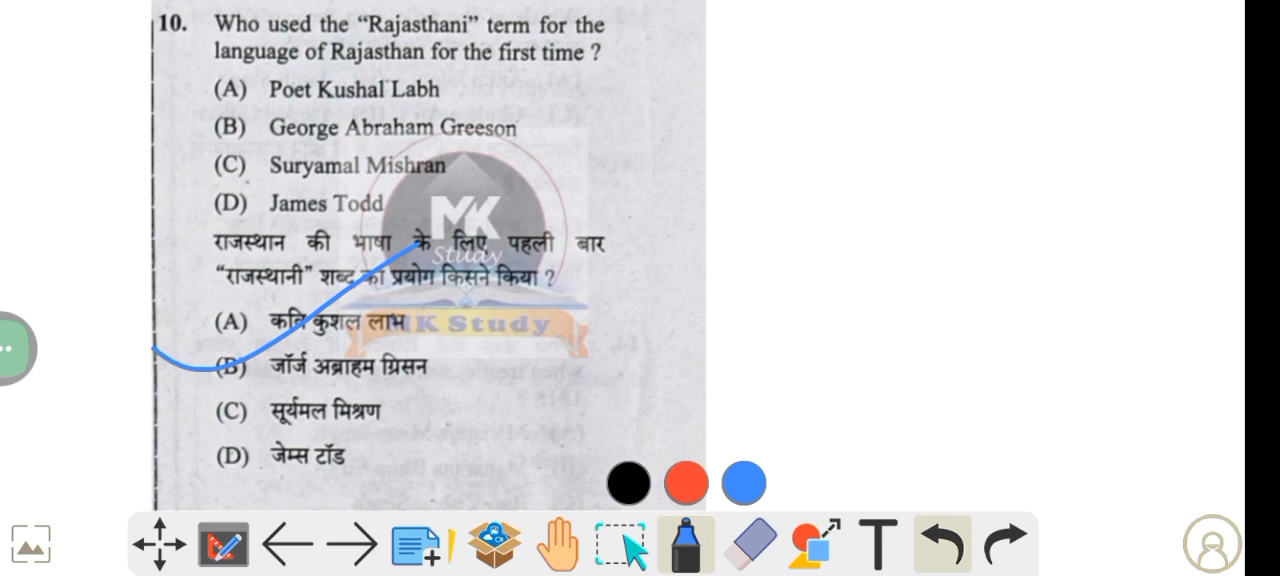 10. Who used the “Rajasthani” term for the
language of Rajasthan for the first time ?
(A) Poet Kushal Labh
(B) George Abraham Greeson
(C) Suryamal Mishran
(D) James Todd
राजस्थान की भाषा के लिए पहली बार
“राजस्थानी” शब्द का प्रयोग किसने किया ?
(A) कवि कुशल लाभ
(B) जॉर्ज अब्राहम ग्रिसन
(C) सूर्यमल मिश्रण
(D) जेम्स टॉड
MK
Study
MK Study
T